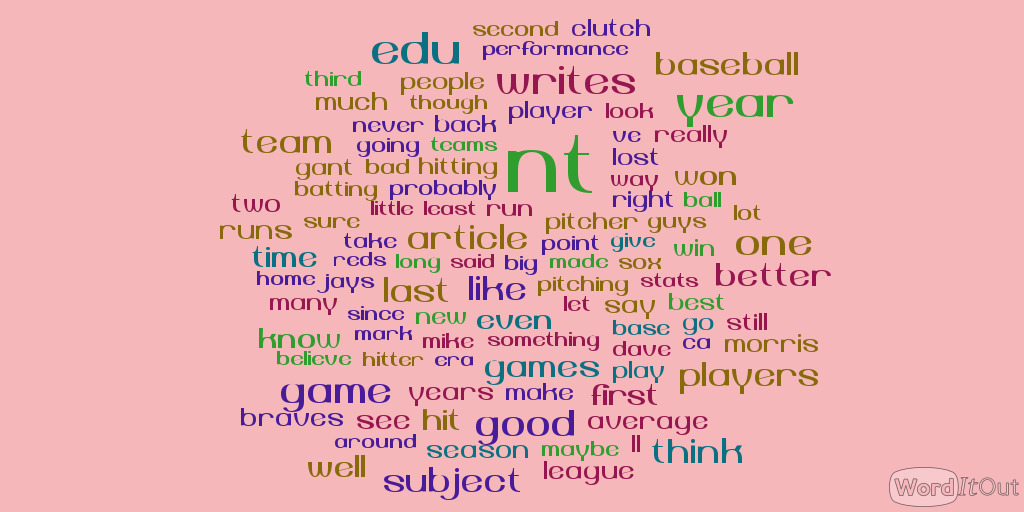 second clutch
edu performance
writes baseball
third people year
much though player look
never back ve really
team going teams nt lost
gant bad hitting way won
batting probably right ball
two little least run lot
runs sure pitcher guys
take article point give one
time reds long said big made sox win
home jays last like pitching stats better
many let say best
since new even base go still
know mark mike something dave ca morris
believe hitter era games play players
game years make first
braves see hit good average
around season maybe ll think
well subject league
WordItOut